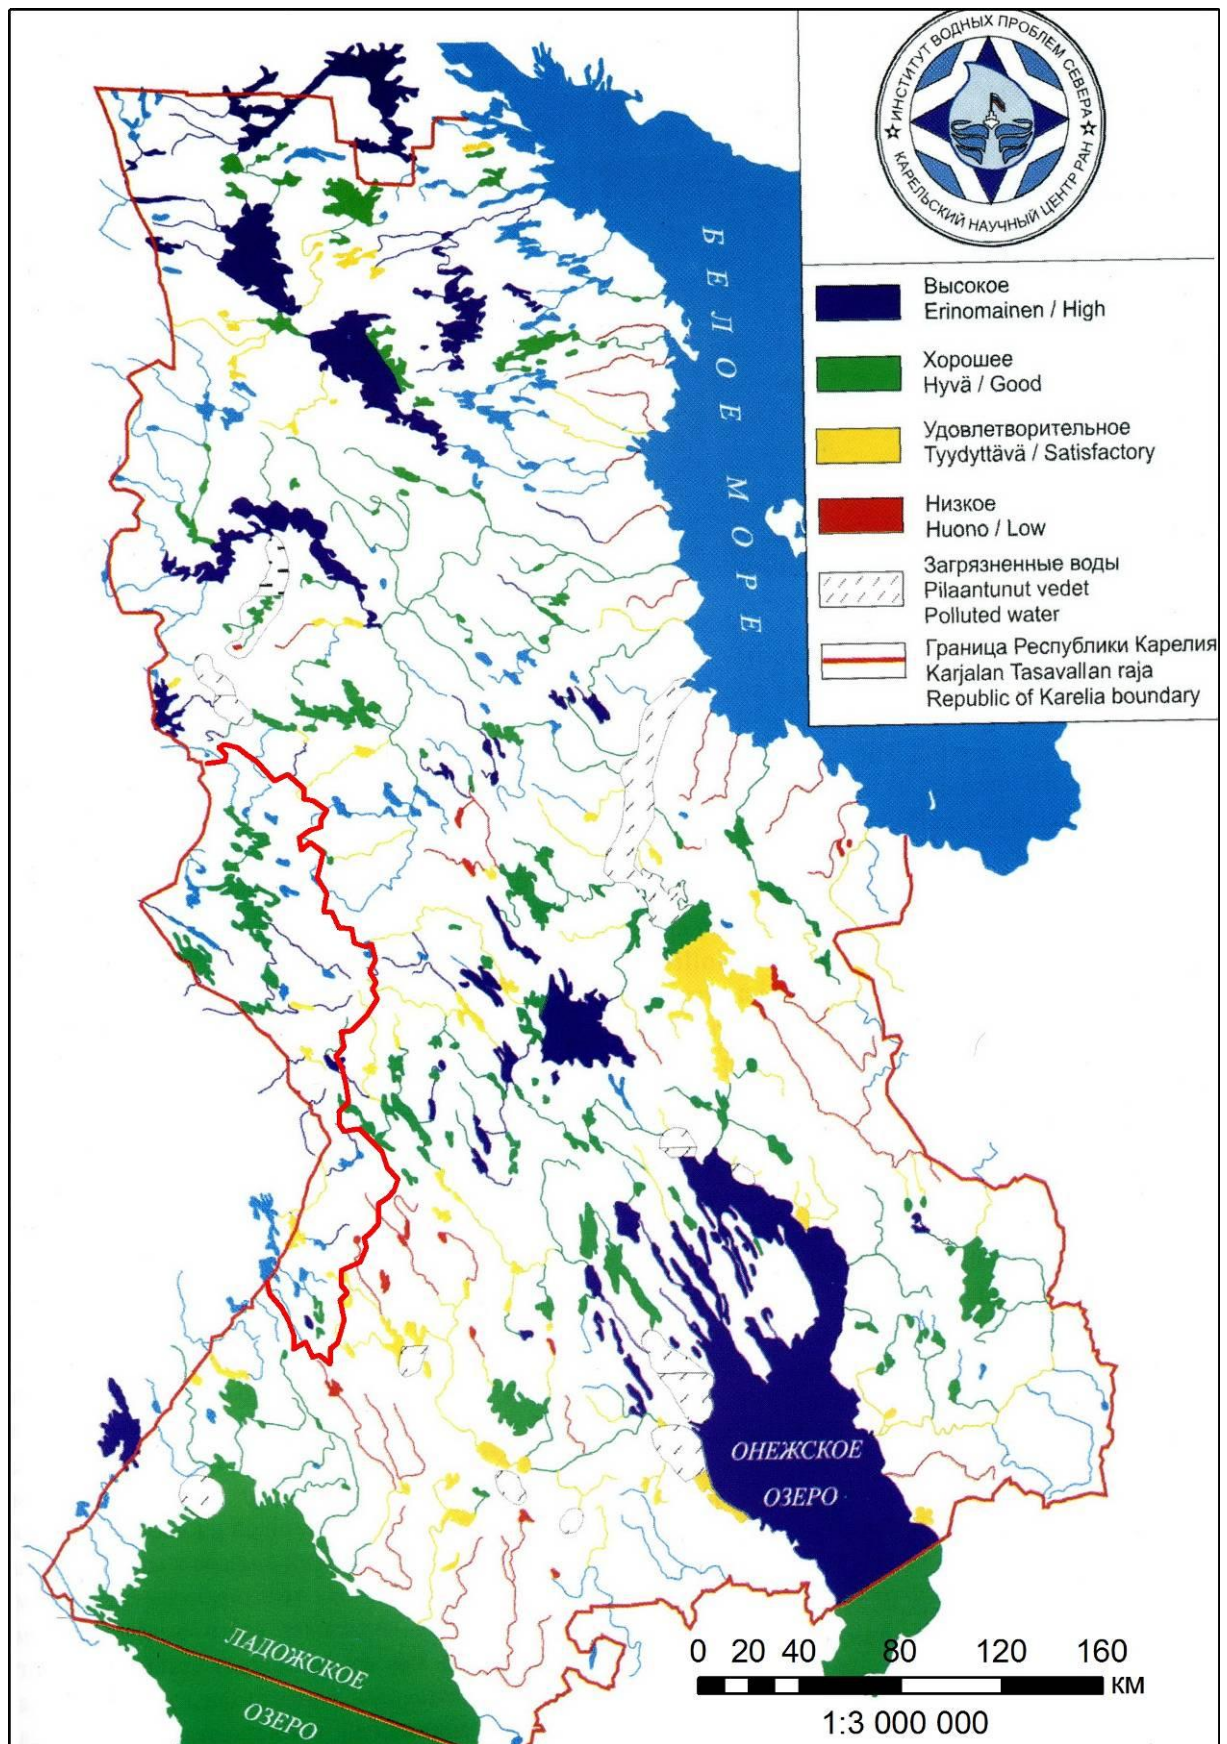 ИНСТИТУТ ВОДНЫХ ПРОБЛЕМ СЕВЕРА
КАРЕЛЬСКИЙ НАУЧНЫЙ ЦЕНТР РАН
N
БЕЛОЕ МОРЕ
Высокое
Erinomainen / High
Хорошее
Hyvä / Good
Удовлетворительное
Tyydyttävä / Satisfactory
Низкое
Huono / Low
Загрязненные воды
Pilaantunut vedet
Polluted water
Граница Республики Карелия
Karjalan Tasavallan raja
Republic of Karelia boundary
ОНЕЖСКОЕ
ОЗЕРО
ЛАДОЖСКОЕ
ОЗЕРО
0 20 40 80 120 160
км
1:3 000 000